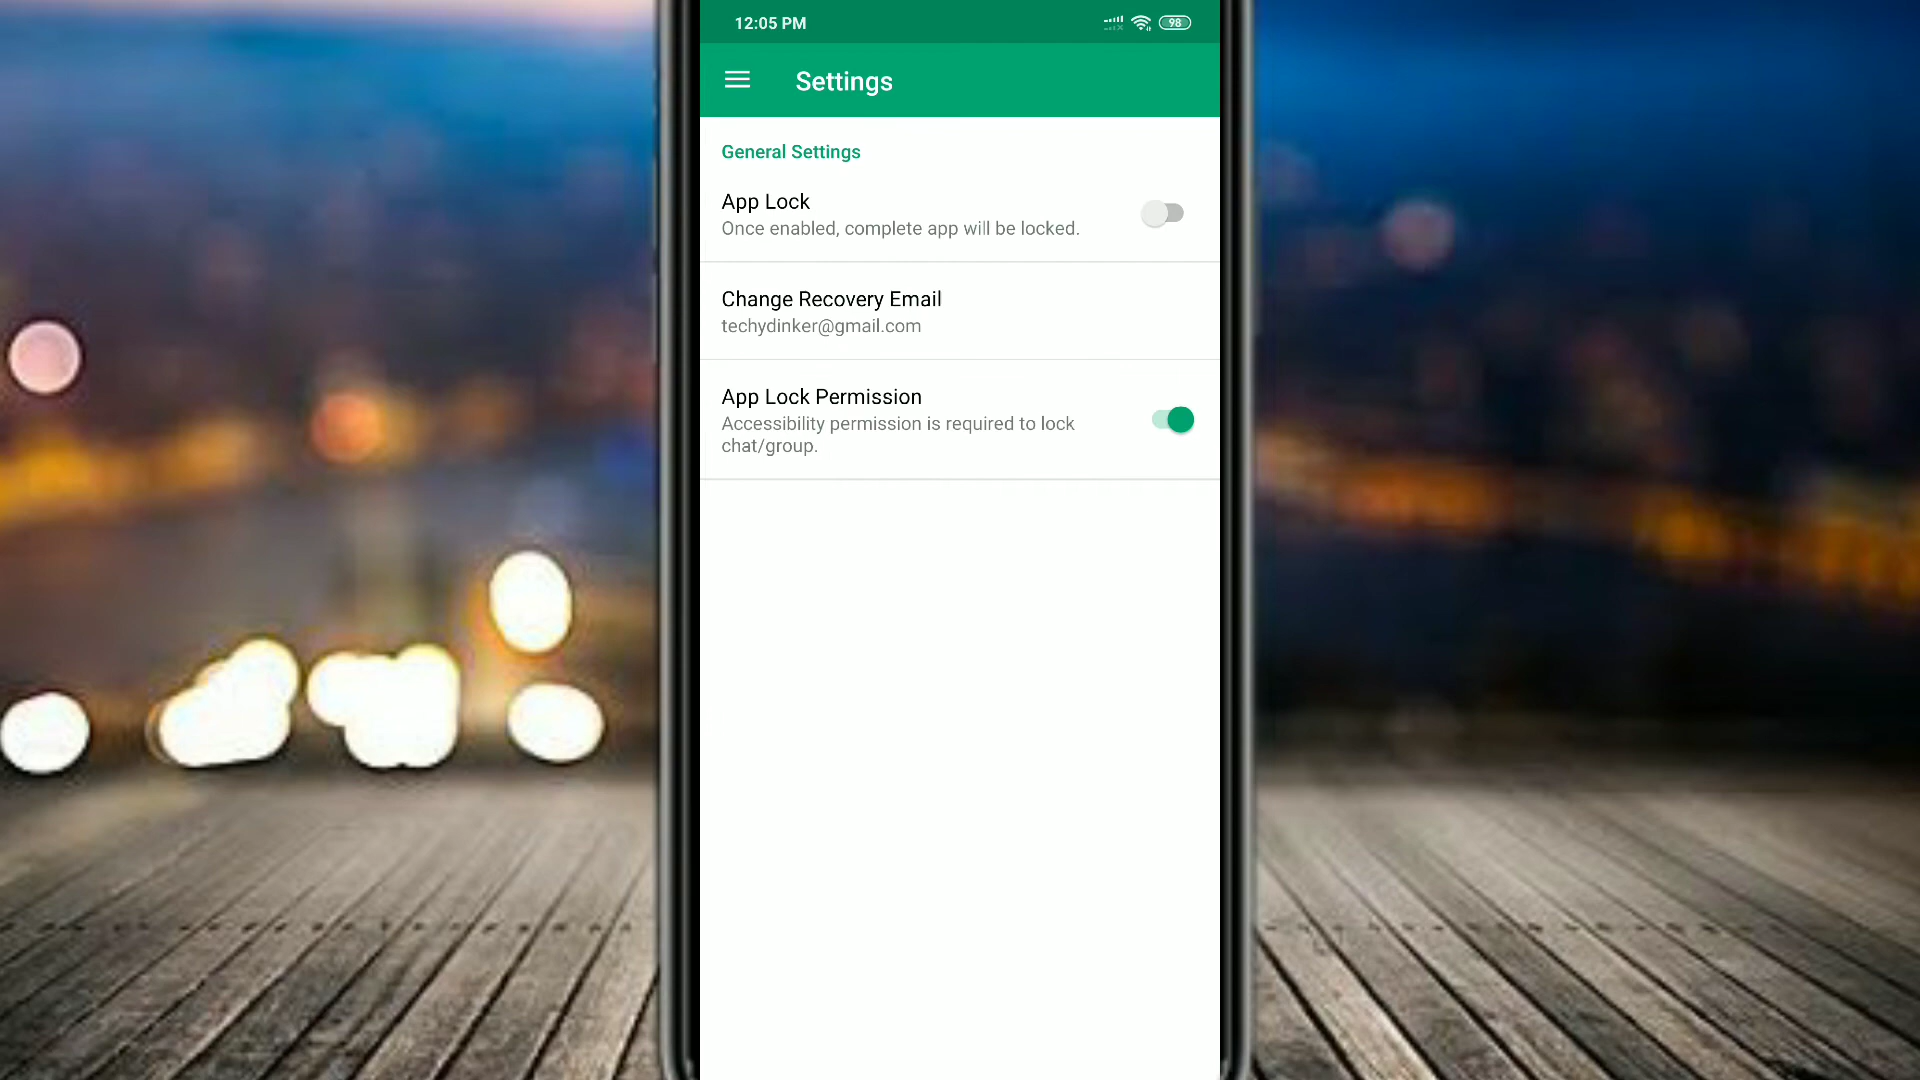 12:05 PM
98
Settings
General Settings
App Lock
Once enabled, complete app will be locked.
Change Recovery Email
techydinker@gmail.com
App Lock Permission
Accessibility permission is required to lock
chat/group.